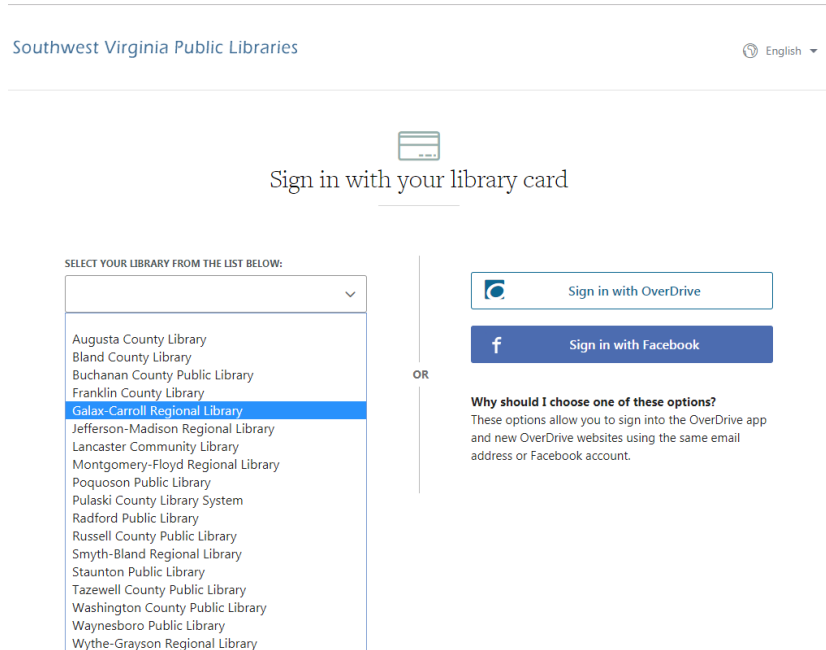 Southwest Virginia Public Libraries
English
Sign in with your library card
SELECT YOUR LIBRARY FROM THE LIST BELOW:
Augusta County Library
Bland County Library
Buchanan County Public Library
Franklin County Library
Galax-Carroll Regional Library
Jefferson-Madison Regional Library
Lancaster Community Library
Montgomery-Floyd Regional Library
Poquoson Public Library
Pulaski County Library System
Radford Public Library
Russell County Public Library
Smyth-Bland Regional Library
Staunton Public Library
Tazewell County Public Library
Washington County Public Library
Waynesboro Public Library
Wythe-Grayson Regional Library
OR
Sign in with OverDrive
f Sign in with Facebook
Why should I choose one of these options?
These options allow you to sign into the OverDrive app
and new OverDrive websites using the same email
address or Facebook account.